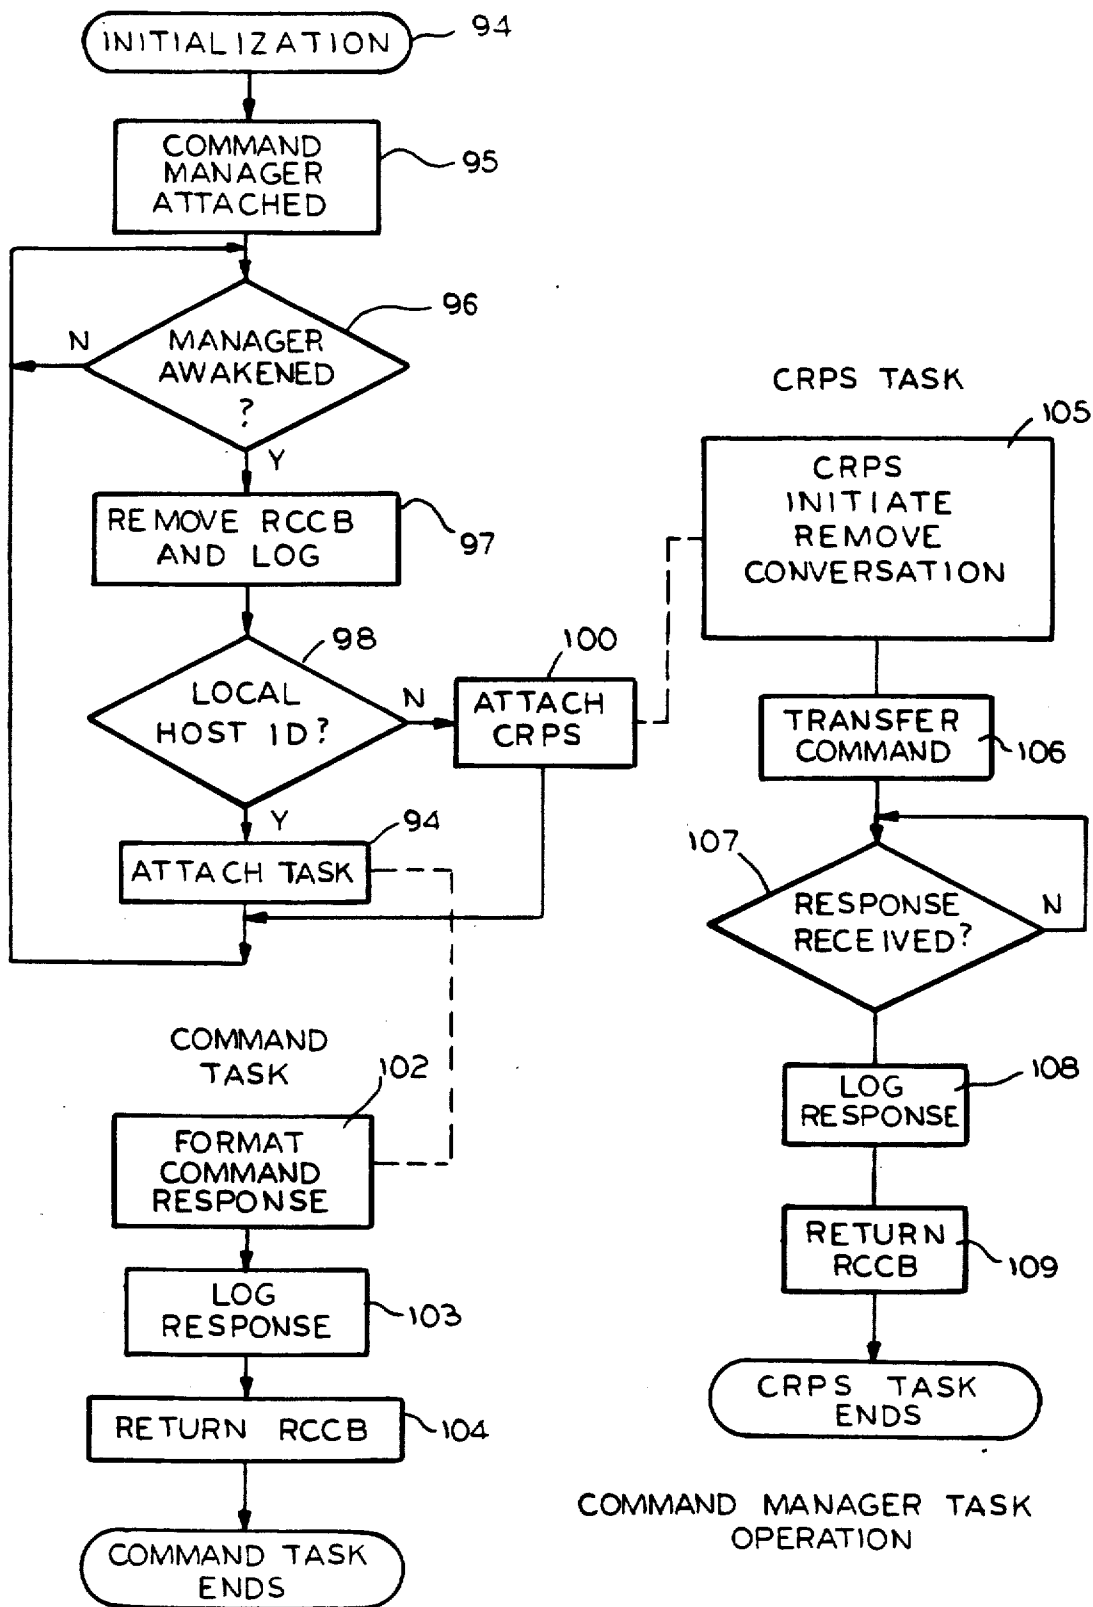 INITIALIZATION
94
COMMAND
MANAGER
ATTACHED
95
MANAGER
AWAKENED
?
96
N
Y
REMOVE RCCB
AND LOG
97
LOCAL
HOST ID?
98
N
Y
ATTACH
CRPS
100
ATTACH TASK
94
COMMAND
TASK
102
FORMAT
COMMAND
RESPONSE
LOG
RESPONSE
103
RETURN RCCB
104
COMMAND TASK
ENDS
CRPS TASK
105
CRPS
INITIATE
REMOVE
CONVERSATION
TRANSFER
COMMAND
106
107
RESPONSE
RECEIVED?
N
LOG
RESPONSE
108
RETURN
RCCB
109
CRPS TASK
ENDS
COMMAND MANAGER TASK
OPERATION